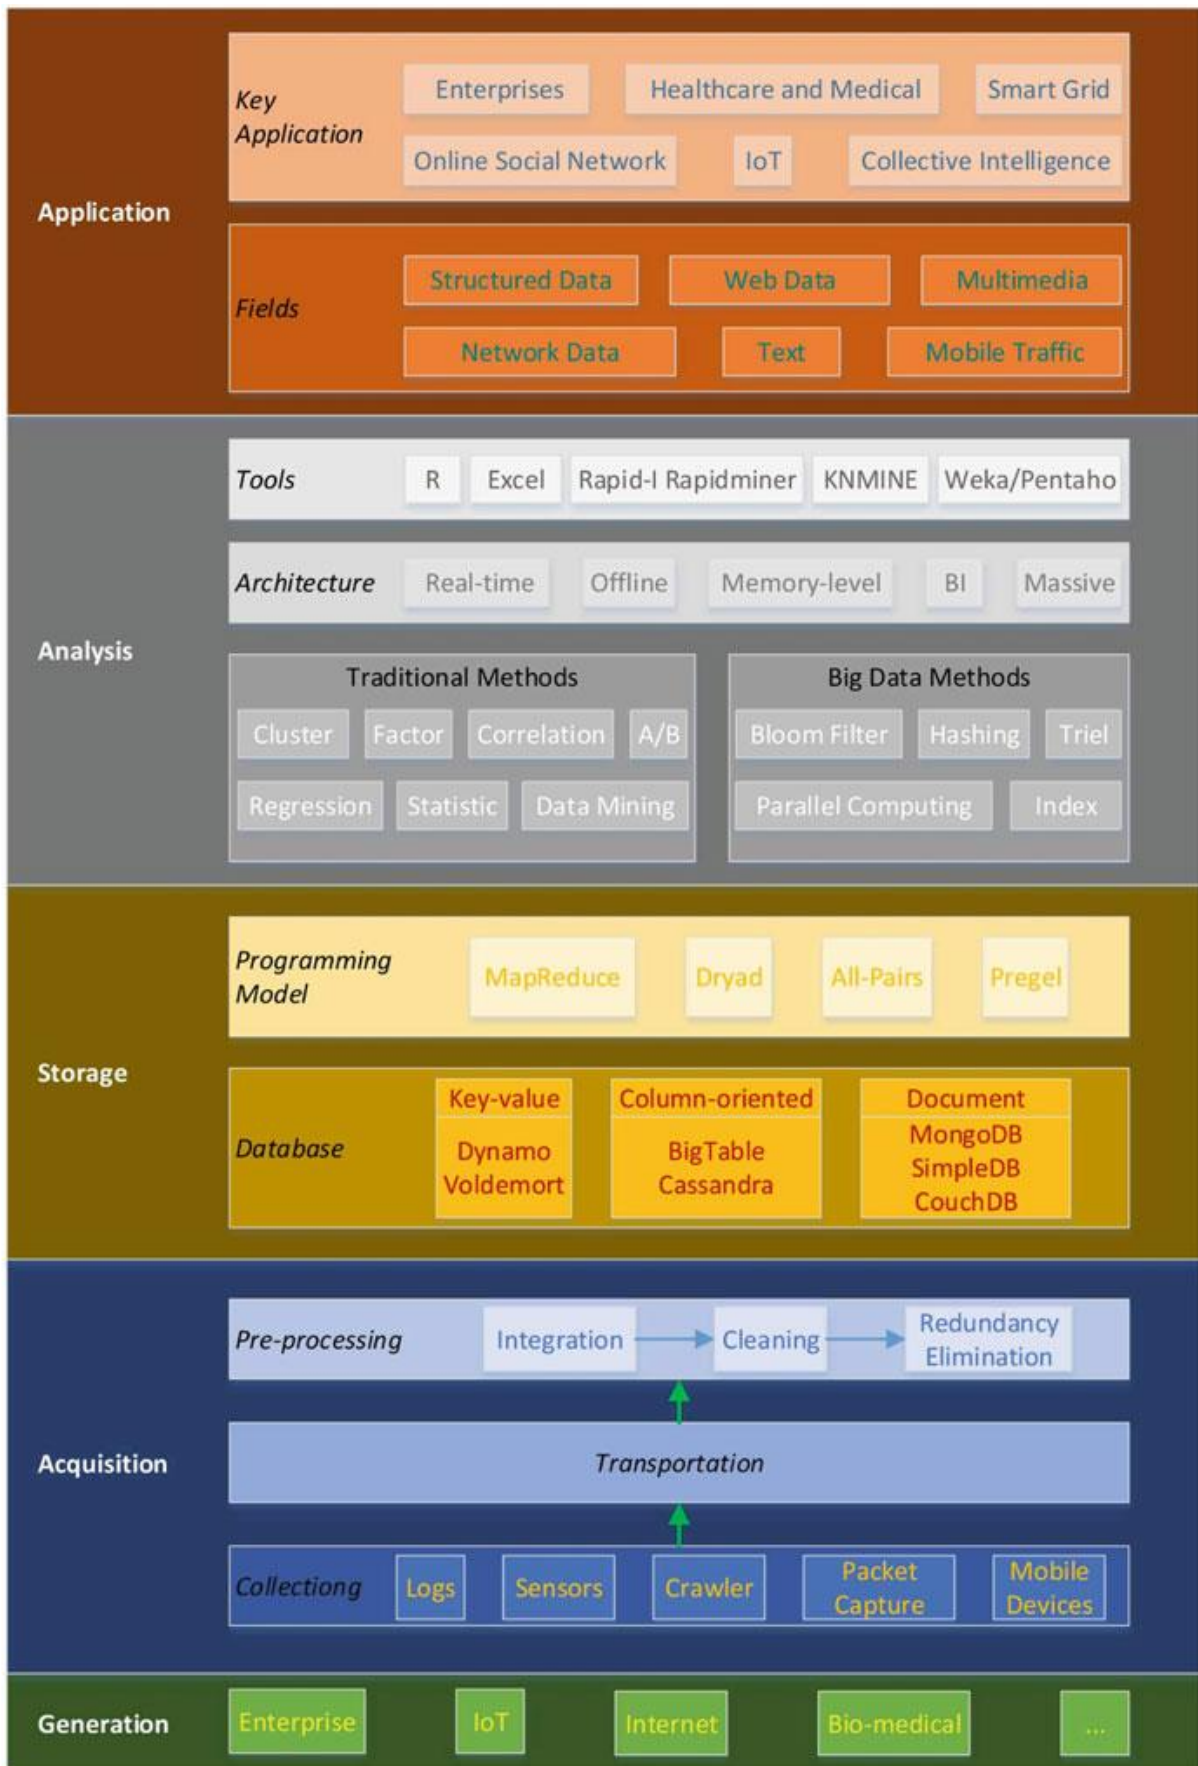 Application
Key
Application
Enterprises Healthcare and Medical Smart Grid
Online Social Network IoT Collective Intelligence
Fields
Structured Data Web Data Multimedia
Network Data Text Mobile Traffic
Analysis
Tools R Excel Rapid-I Rapidminer KNMINE Weka/Pentaho
Architecture Real-time Offline Memory-level BI Massive
Traditional Methods
Cluster Factor Correlation A/B
Regression Statistic Data Mining
Big Data Methods
Bloom Filter Hashing Triel
Parallel Computing Index
Storage
Programming
Model
MapReduce Dryad All-Pairs Pregel
Database
Key-value
Dynamo
Voldemort
Column-oriented
BigTable
Cassandra
Document
MongoDB
SimpleDB
CouchDB
Acquisition
Pre-processing
Integration Cleaning
Redundancy
Elimination
Transportation
Collectiong
Logs Sensors Crawler
Packet
Capture
Mobile
Devices
Generation
Enterprise IoT Internet Bio-medical ...